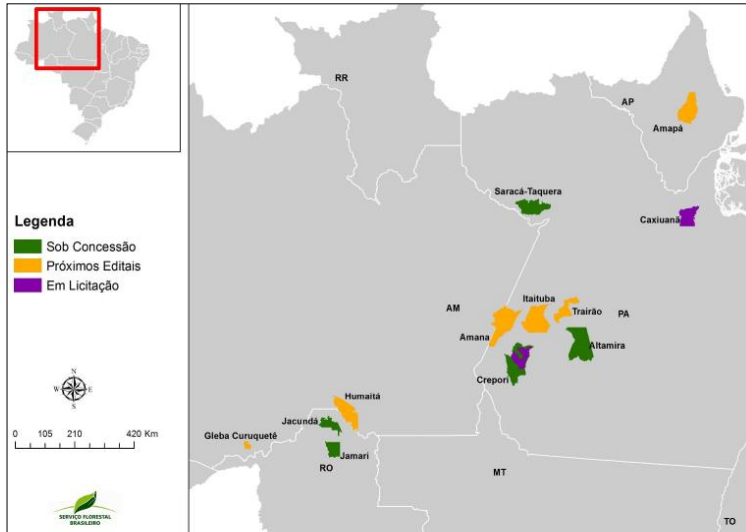 RR
AP
Amapá
Saracá-Taquera
Caxiuanã
Legenda
Sob Concessão
Próximos Editais
Em Licitação
Itaituba
AM
Trairão
PA
Amana
Altamira
Crepori
N
W
E
S
Humaitá
Jacundá
0 105 210 420 Km
Gleba Curuquetê
Jamari
RO
MT
SERVIÇO FLORESTAL
BRASILEIRO
TO